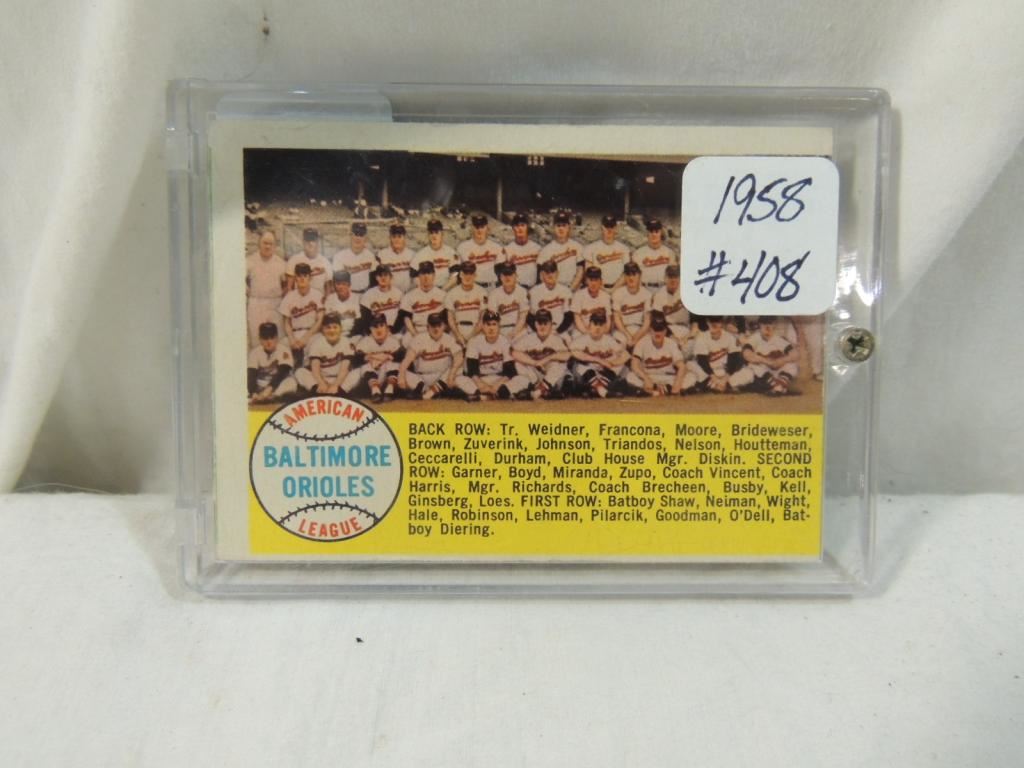 1958
#408
AMERICAN
BALTIMORE
ORIOLES
LEAGUE
BACK ROW: Tr. Weidner, Francona, Moore, Brideweser,
Brown, Zuverink, Johnson, Triandos, Nelson, Houtteman,
Ceccarelli, Durham, Club House Mgr. Diskin. SECOND
ROW: Garner, Boyd, Miranda, Zupo, Coach Vincent, Coach
Harris, Mgr. Richards, Coach Brecheen, Busby, Kell,
Ginsberg, Loes. FIRST ROW: Batboy Shaw, Neiman, Wight,
Hale, Robinson, Lehman, Pilarcik, Goodman, O'Dell, Bat-
boy Diering.